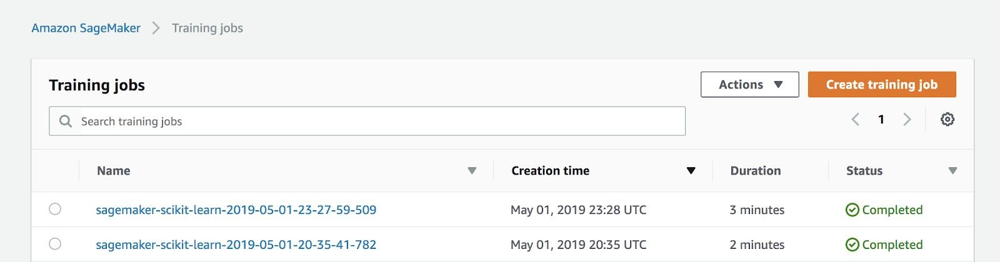 Amazon SageMaker > Training jobs
Training jobs
Actions
Create training job
Search training jobs
1
Name Creation time Duration Status
sagemaker-scikit-learn-2019-05-01-23-27-59-509 May 01, 2019 23:28 UTC 3 minutes Completed
sagemaker-scikit-learn-2019-05-01-20-35-41-782 May 01, 2019 20:35 UTC 2 minutes Completed